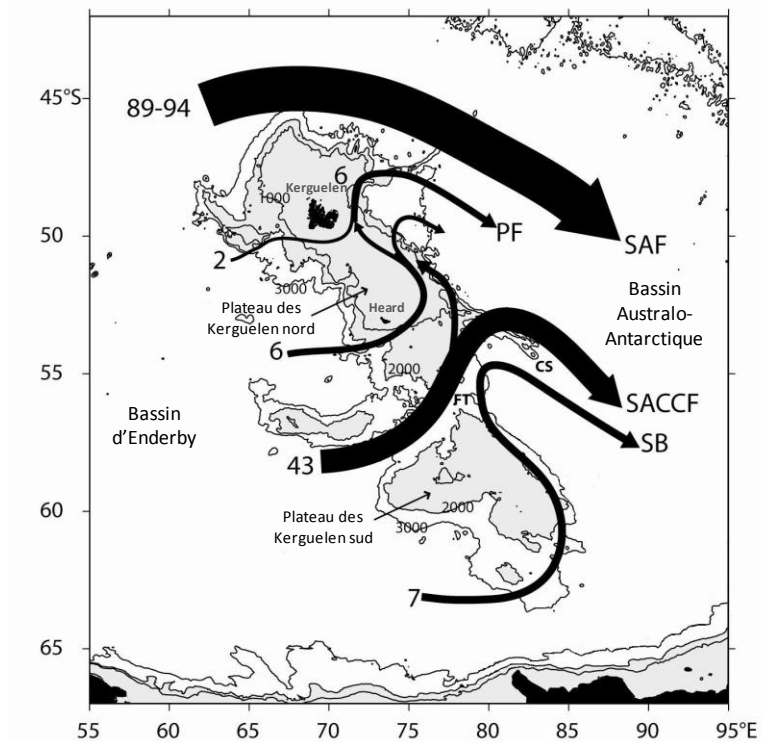 45°S
89-94
6
Kerguelen
1000
50
2
PF
SAF
3000
Plateau des
Kerguelen nord
Heard
Bassin
Australo-
Antarctique
6
2000
55
CS
FT
SACCF
Bassin
d’Enderby
SB
43
60
2000
Plateau des
Kerguelen sud
3000
7
65
55 60 65 70 75 80 85 90 95°E